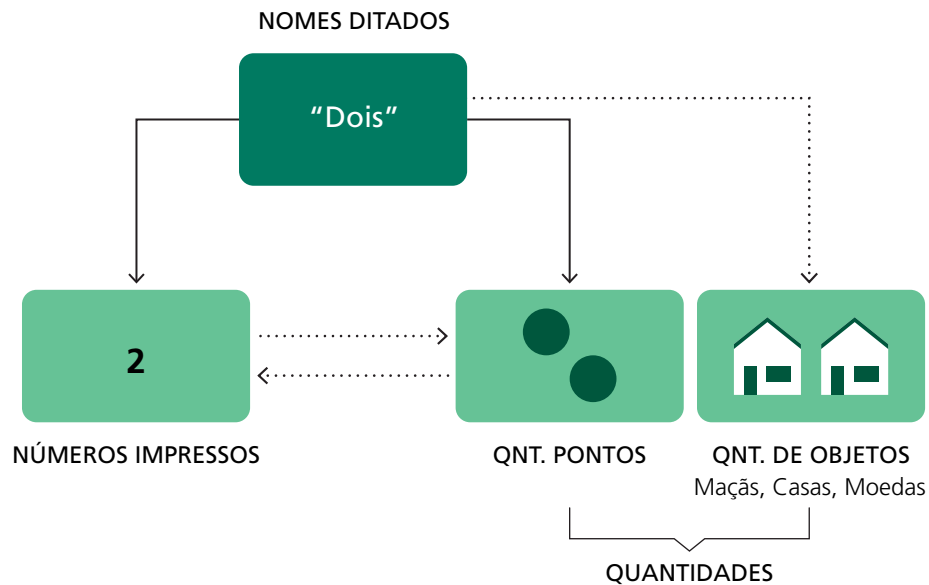 NOMES DITADOS
“Dois”
2
NÚMEROS IMPRESSOS
QNT. PONTOS
QNT. DE OBJETOS
Maçãs, Casas, Moedas
QUANTIDADES